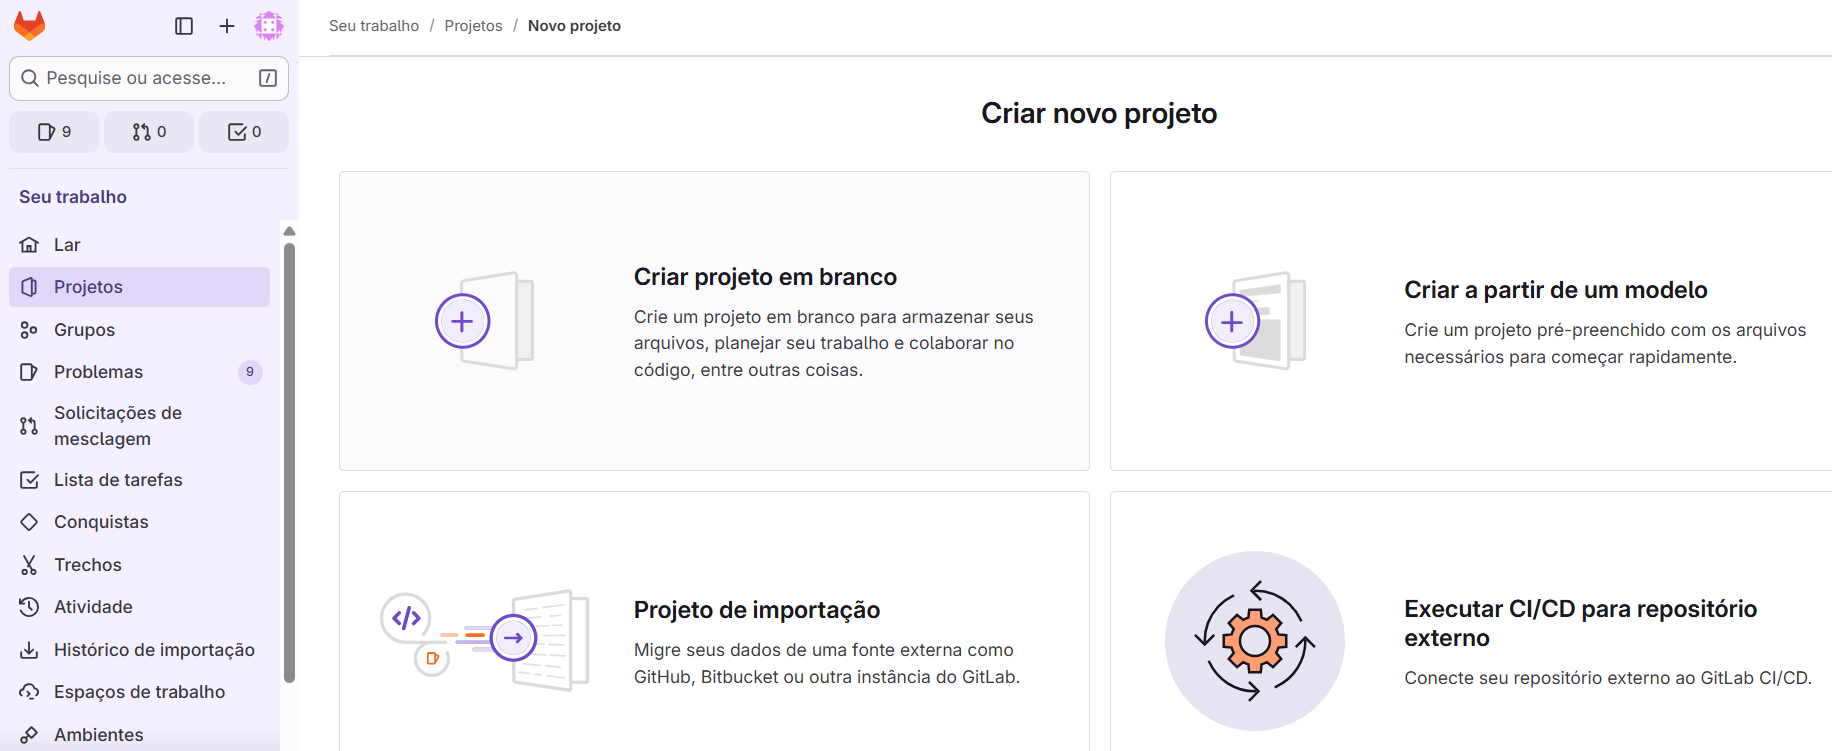 Seu trabalho / Projetos / Novo projeto
Pesquise ou acesse... /
9 0 0
Seu trabalho
Lar
Projetos
Grupos
Problemas 9
Solicitações de
mesclagem
Lista de tarefas
Conquistas
Trechos
Atividade
Histórico de importação
Espaços de trabalho
Ambientes
Criar novo projeto
Criar projeto em branco
Crie um projeto em branco para armazenar seus
arquivos, planejar seu trabalho e colaborar no
código, entre outras coisas.
Criar a partir de um modelo
Crie um projeto pré-preenchido com os arquivos
necessários para começar rapidamente.
Projeto de importação
Migre seus dados de uma fonte externa como
GitHub, Bitbucket ou outra instância do GitLab.
Executar CI/CD para repositório
externo
Conecte seu repositório externo ao GitLab CI/CD.